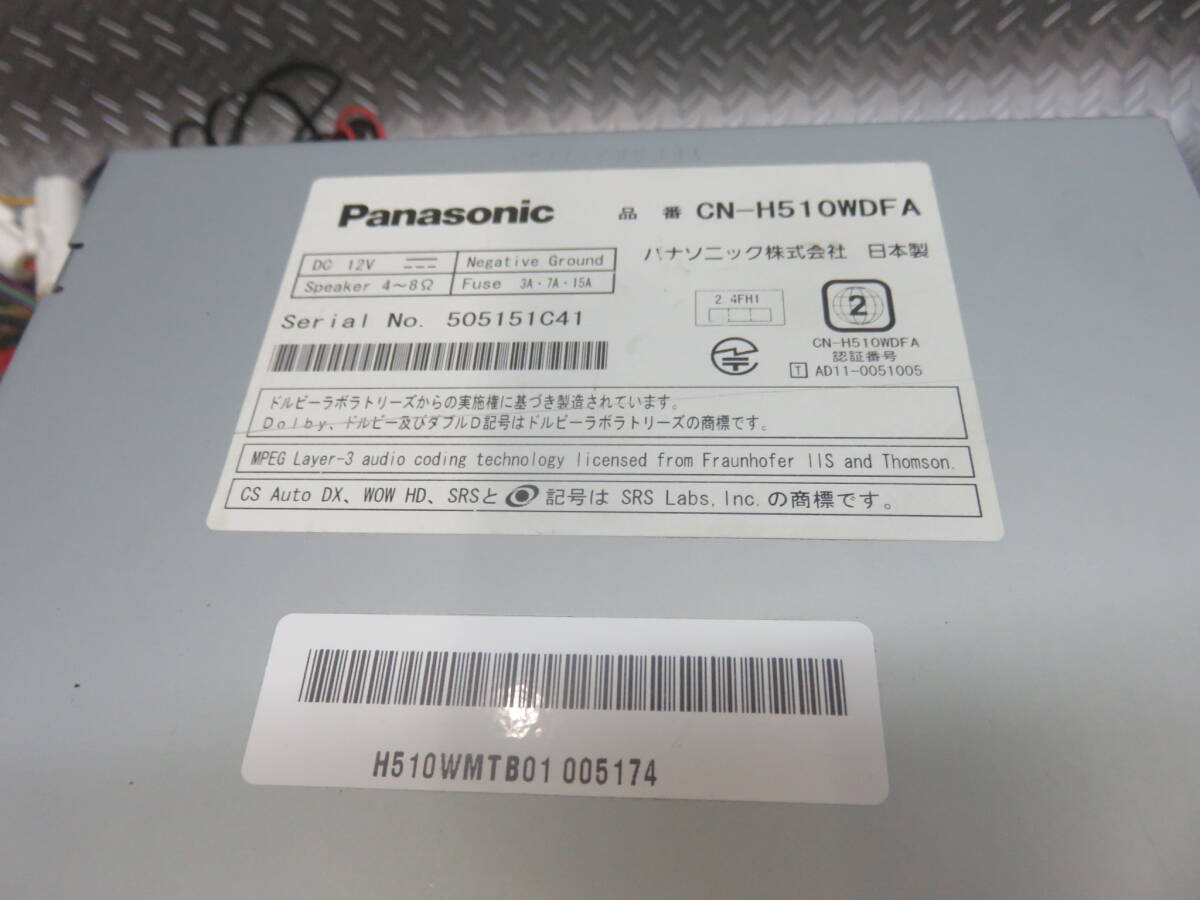 Panasonic 品番 CN-H510WDFA
パナソニック株式会社 日本製
DC 12V Negative Ground
Speaker 4～8Ω Fuse 3A・7A・15A
Serial No. 505151C41
2.4FH1
2
CN-H510WDFA
認証番号
T AD11-0051005
ドルビーラボラトリーズからの実施権に基づき製造されています。
Dolby、ドルビー及びダブルD記号はドルビーラボラトリーズの商標です。
MPEG Layer-3 audio coding technology licensed from Fraunhofer IIS and Thomson.
CS Auto DX、WOW HD、SRSと記号は SRS Labs,Inc.の商標です。
H510WMTB01 005174